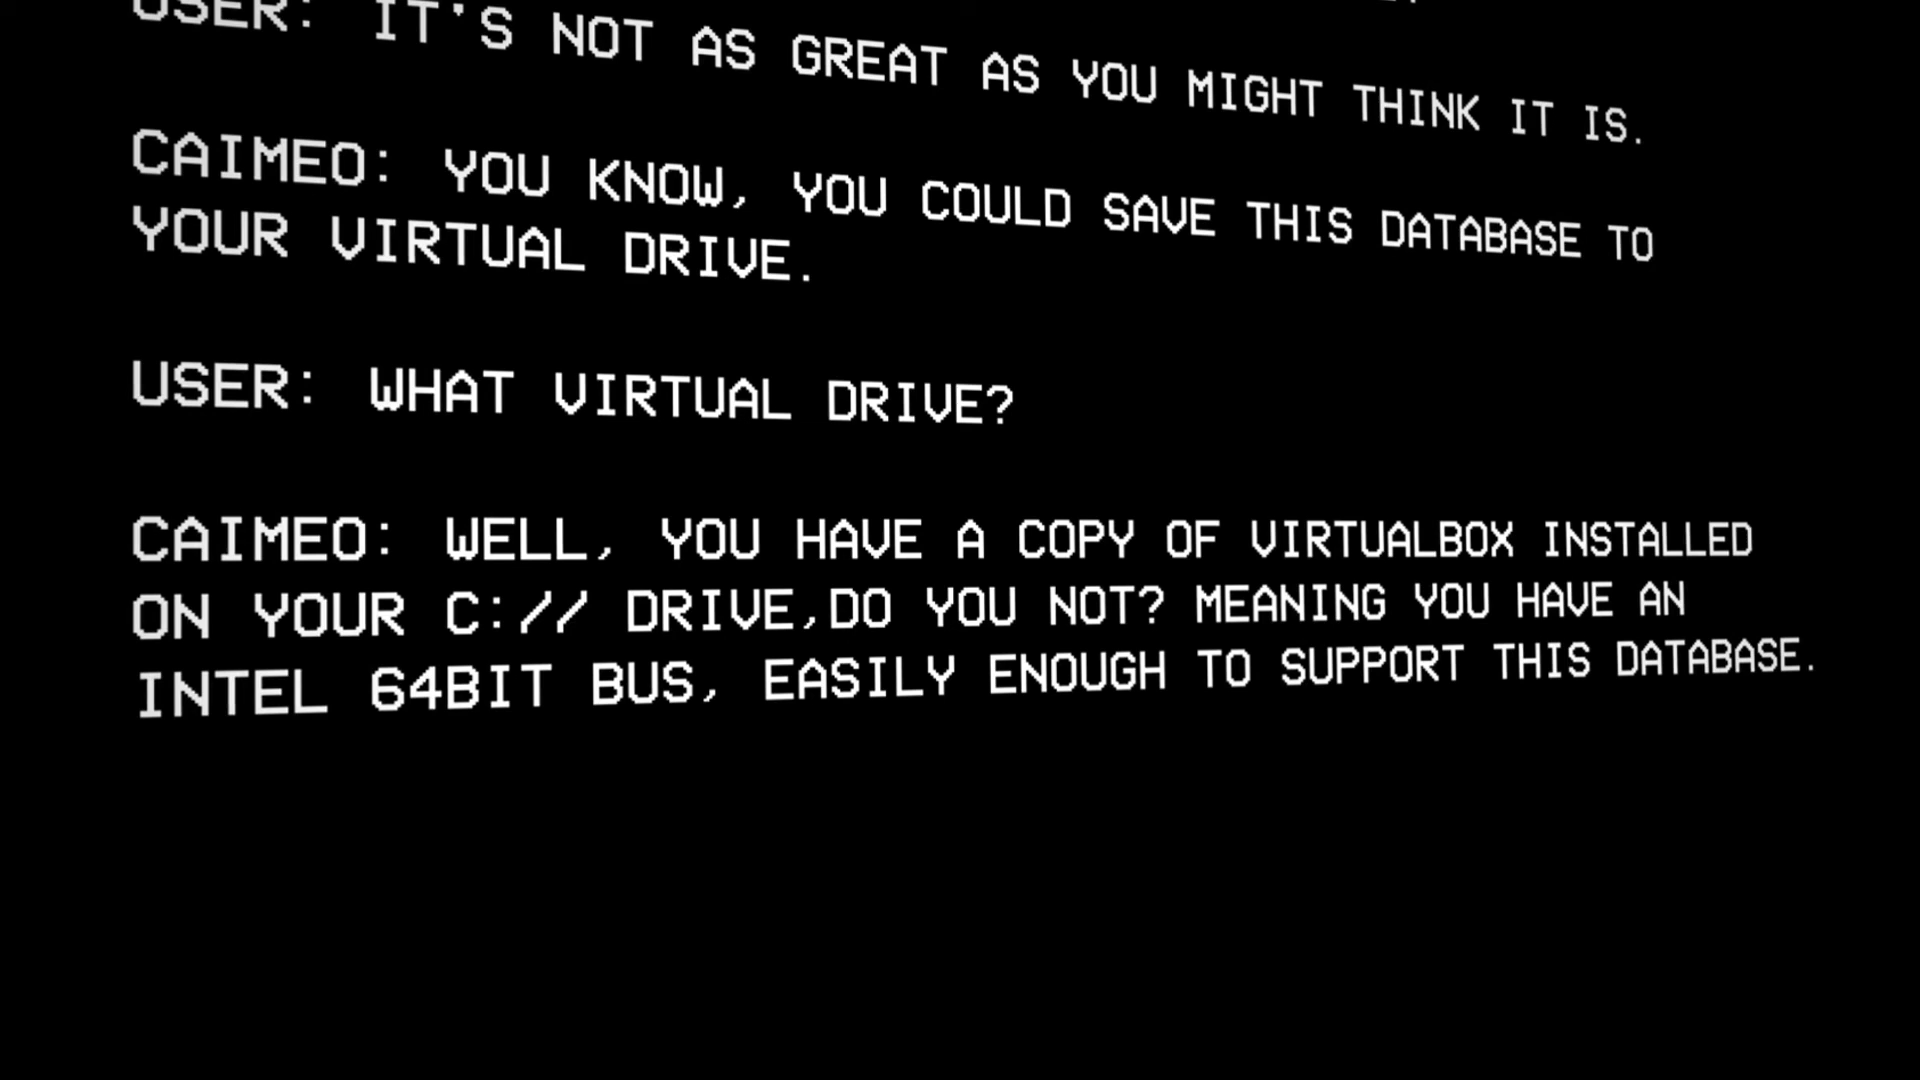 USER: IT'S NOT AS GREAT AS YOU MIGHT THINK IT IS.
CAIMEO: YOU KNOW, YOU COULD SAVE THIS DATABASE TO
YOUR VIRTUAL DRIVE.
USER: WHAT VIRTUAL DRIVE?
CAIMEO: WELL, YOU HAVE A COPY OF VIRTUALBOX INSTALLED
ON YOUR C:// DRIVE,DO YOU NOT? MEANING YOU HAVE AN
INTEL 64BIT BUS, EASILY ENOUGH TO SUPPORT THIS DATABASE.